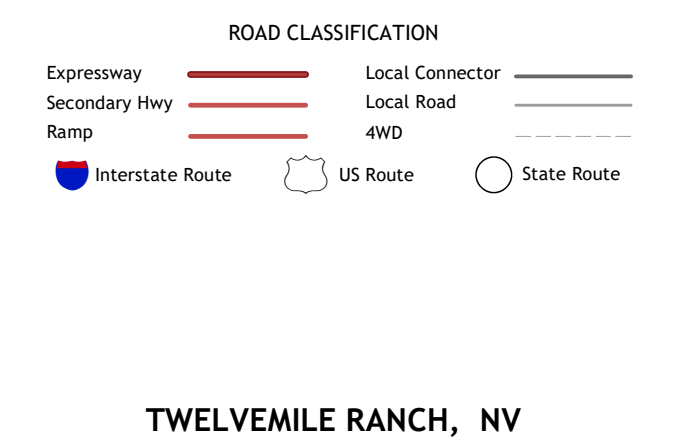 ROAD CLASSIFICATION
Expressway
Local Connector
Secondary Hwy
Local Road
Ramp
4WD
Interstate Route
US Route
State Route
TWELVEMILE RANCH, NV